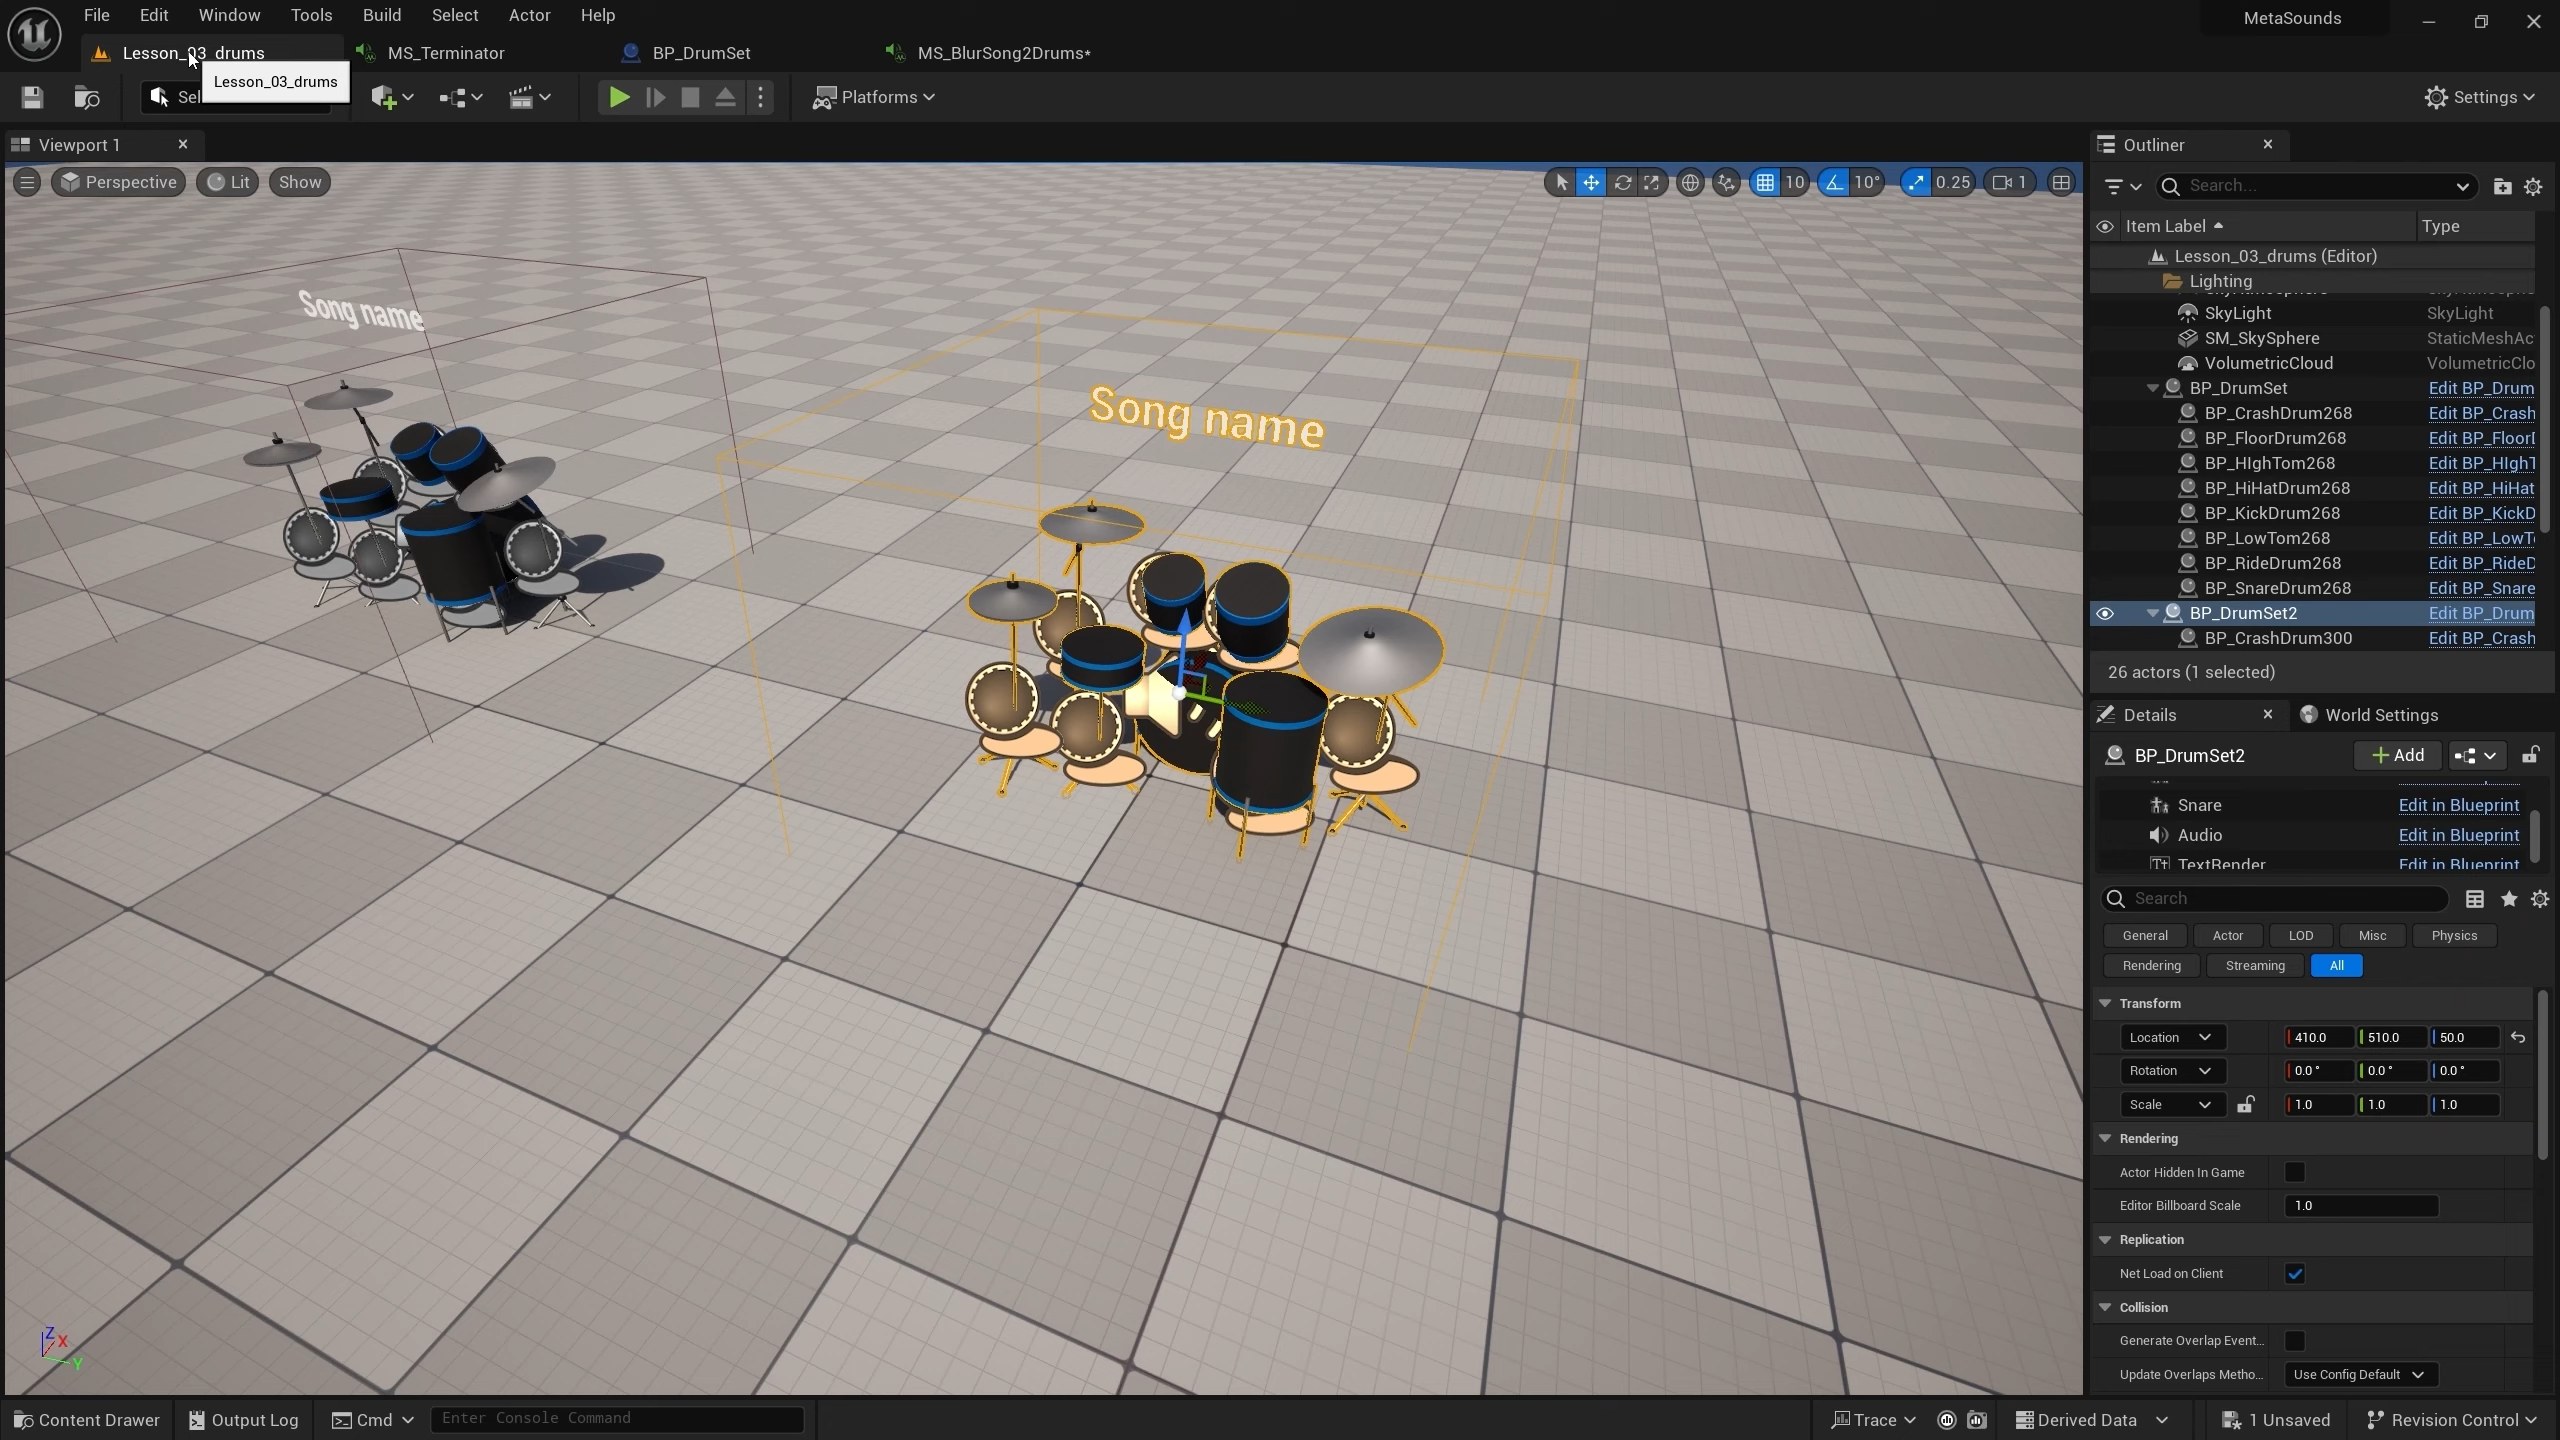 File Edit Window Tools Build Select Actor Help
MetaSounds
Lesson_03_drums MS_Terminator BP_DrumSet MS_BlurSong2Drums*
Lesson_03_drums
Platforms
Settings
Viewport 1
Perspective Lit Show
10 10° 0.25 1
Song name
Song name
Z X Y
Outliner
Search...
Item Label Type
Lesson_03_drums (Editor)
Lighting
SkyLight SkyLight
SM_SkySphere StaticMeshAc
VolumetricCloud VolumetricClo
BP_DrumSet Edit BP_Drum
BP_CrashDrum268 Edit BP_Crash
BP_FloorDrum268 Edit BP_Floor
BP_HIghTom268 Edit BP_HIgh
BP_HiHatDrum268 Edit BP_HiHat
BP_KickDrum268 Edit BP_KickD
BP_LowTom268 Edit BP_LowT
BP_RideDrum268 Edit BP_RideD
BP_SnareDrum268 Edit BP_Snare
BP_DrumSet2 Edit BP_Drum
BP_CrashDrum300 Edit BP_Crash
26 actors (1 selected)
Details World Settings
BP_DrumSet2 Add
Snare Edit in Blueprint
Audio Edit in Blueprint
TextRender Edit in Blueprint
Search
General Actor LOD Misc Physics
Rendering Streaming All
Transform
Location 410.0 510.0 50.0
Rotation 0.0 ° 0.0 ° 0.0 °
Scale 1.0 1.0 1.0
Rendering
Actor Hidden In Game
Editor Billboard Scale 1.0
Replication
Net Load on Client
Collision
Generate Overlap Event...
Update Overlaps Metho... Use Config Default
Content Drawer Output Log Cmd Enter Console Command
Trace Derived Data 1 Unsaved Revision Control